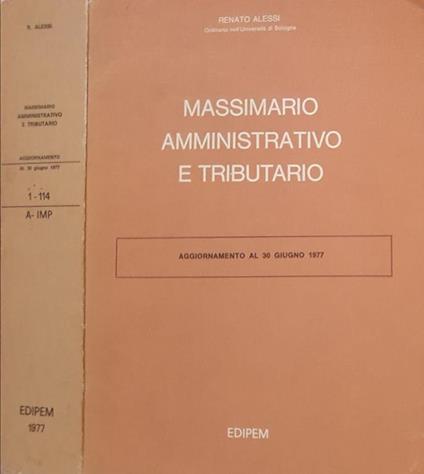 R. ALESSI
MASSIMARIO
AMMINISTRATIVO
E TRIBUTARIO
AGGIORNAMENTO
al 30 giugno 1977
1-114
A-IMP
EDIPEM
1977
RENATO ALESSI
Ordinario nell'Università di Bologna
MASSIMARIO
AMMINISTRATIVO
E TRIBUTARIO
AGGIORNAMENTO AL 30 GIUGNO 1977
EDIPEM